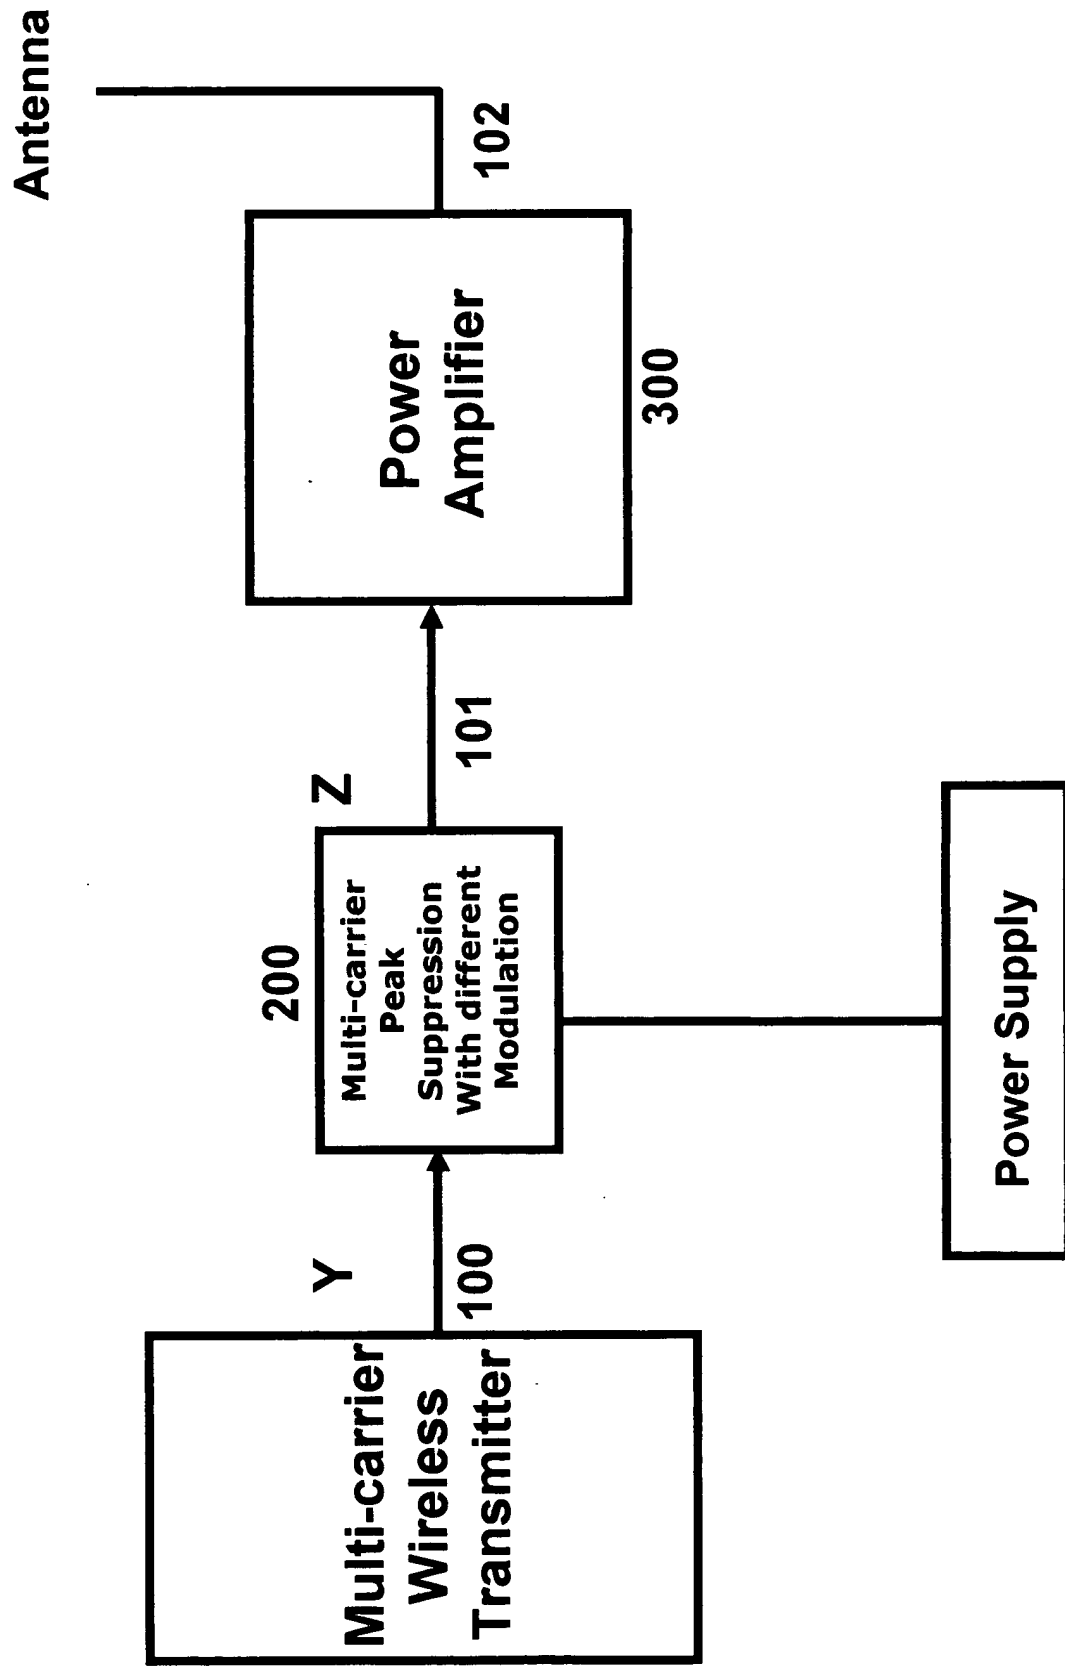 Antenna
102
Power
Amplifier
300
101
Z
200
Multi-carrier
Peak
Suppression
With different
Modulation
Y
100
Multi-carrier
Wireless
Transmitter
Power Supply